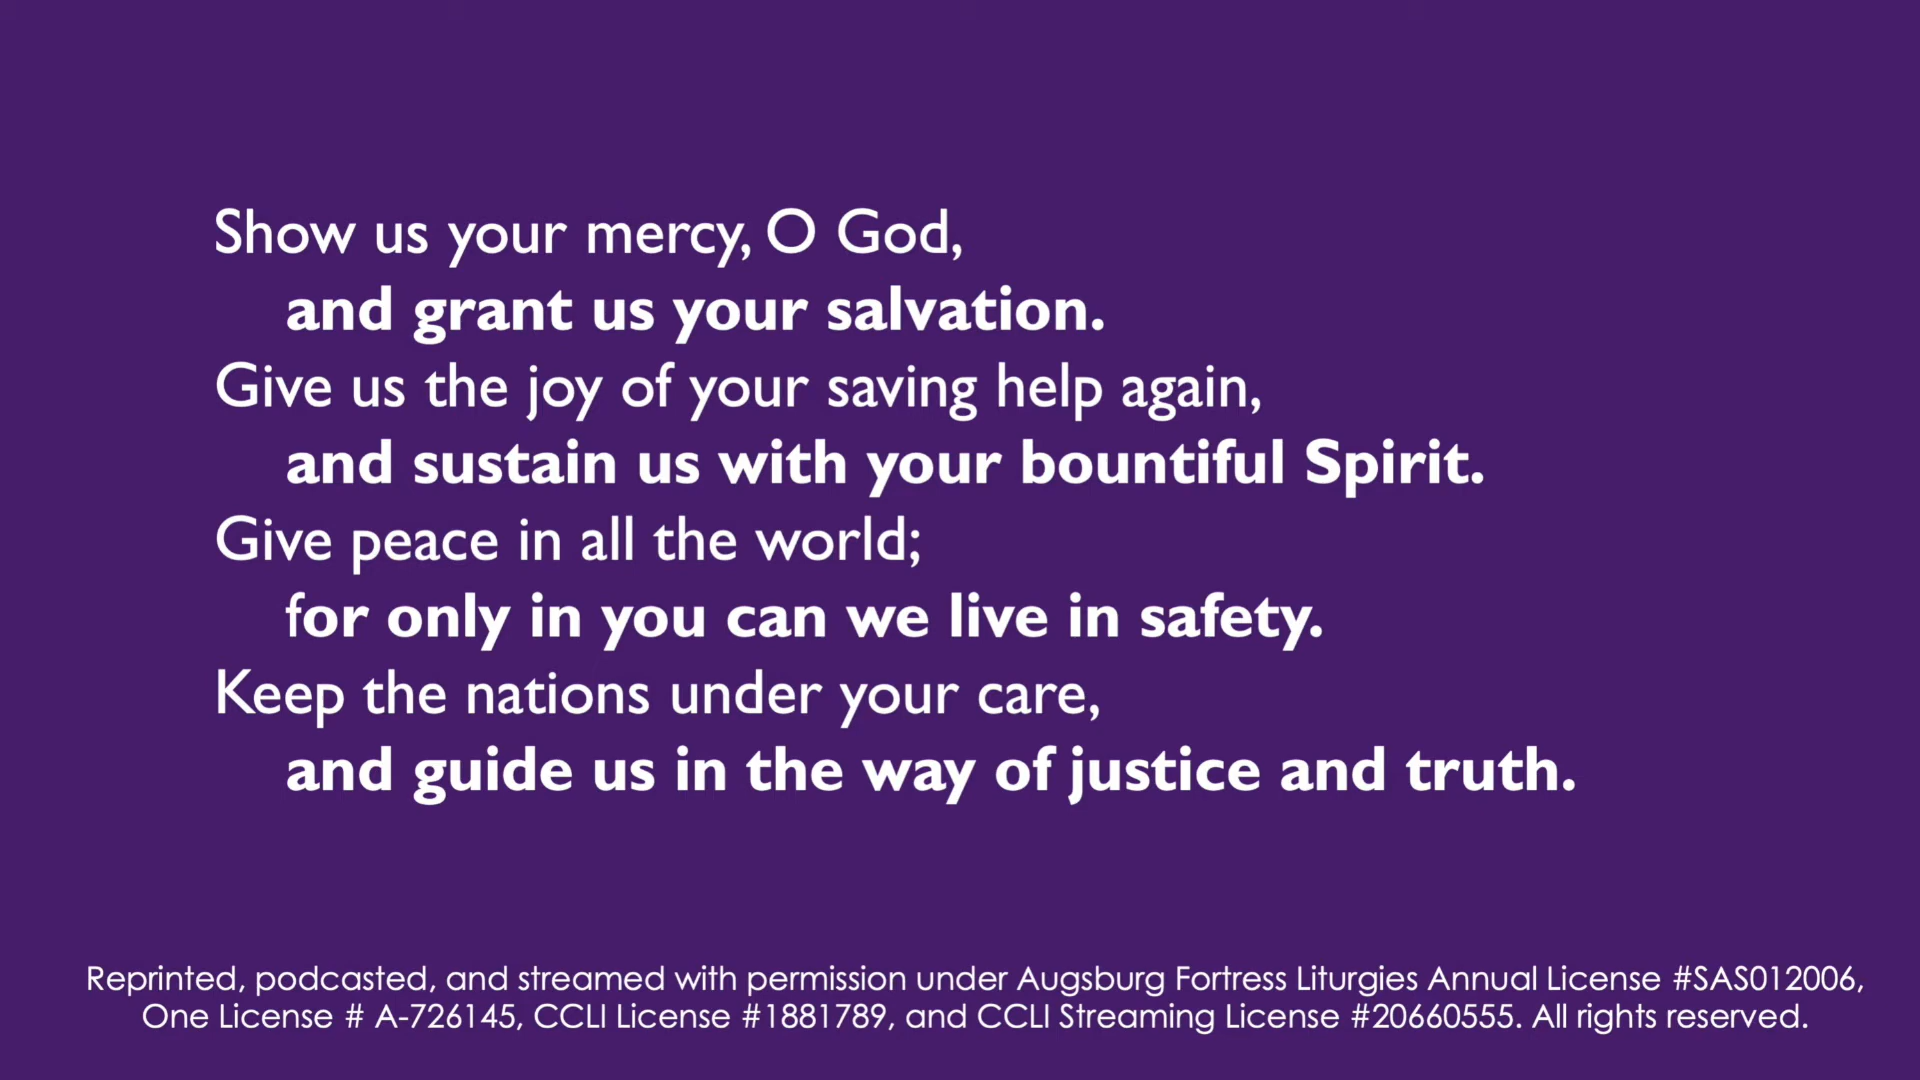 Show us your mercy, O God,
and grant us your salvation.
Give us the joy of your saving help again,
and sustain us with your bountiful Spirit.
Give peace in all the world;
for only in you can we live in safety.
Keep the nations under your care,
and guide us in the way of justice and truth.
Reprinted, podcasted, and streamed with permission under Augsburg Fortress Liturgies Annual License #SAS012006,
One License # A-726145, CCLI License #1881789, and CCLI Streaming License #20660555. All rights reserved.